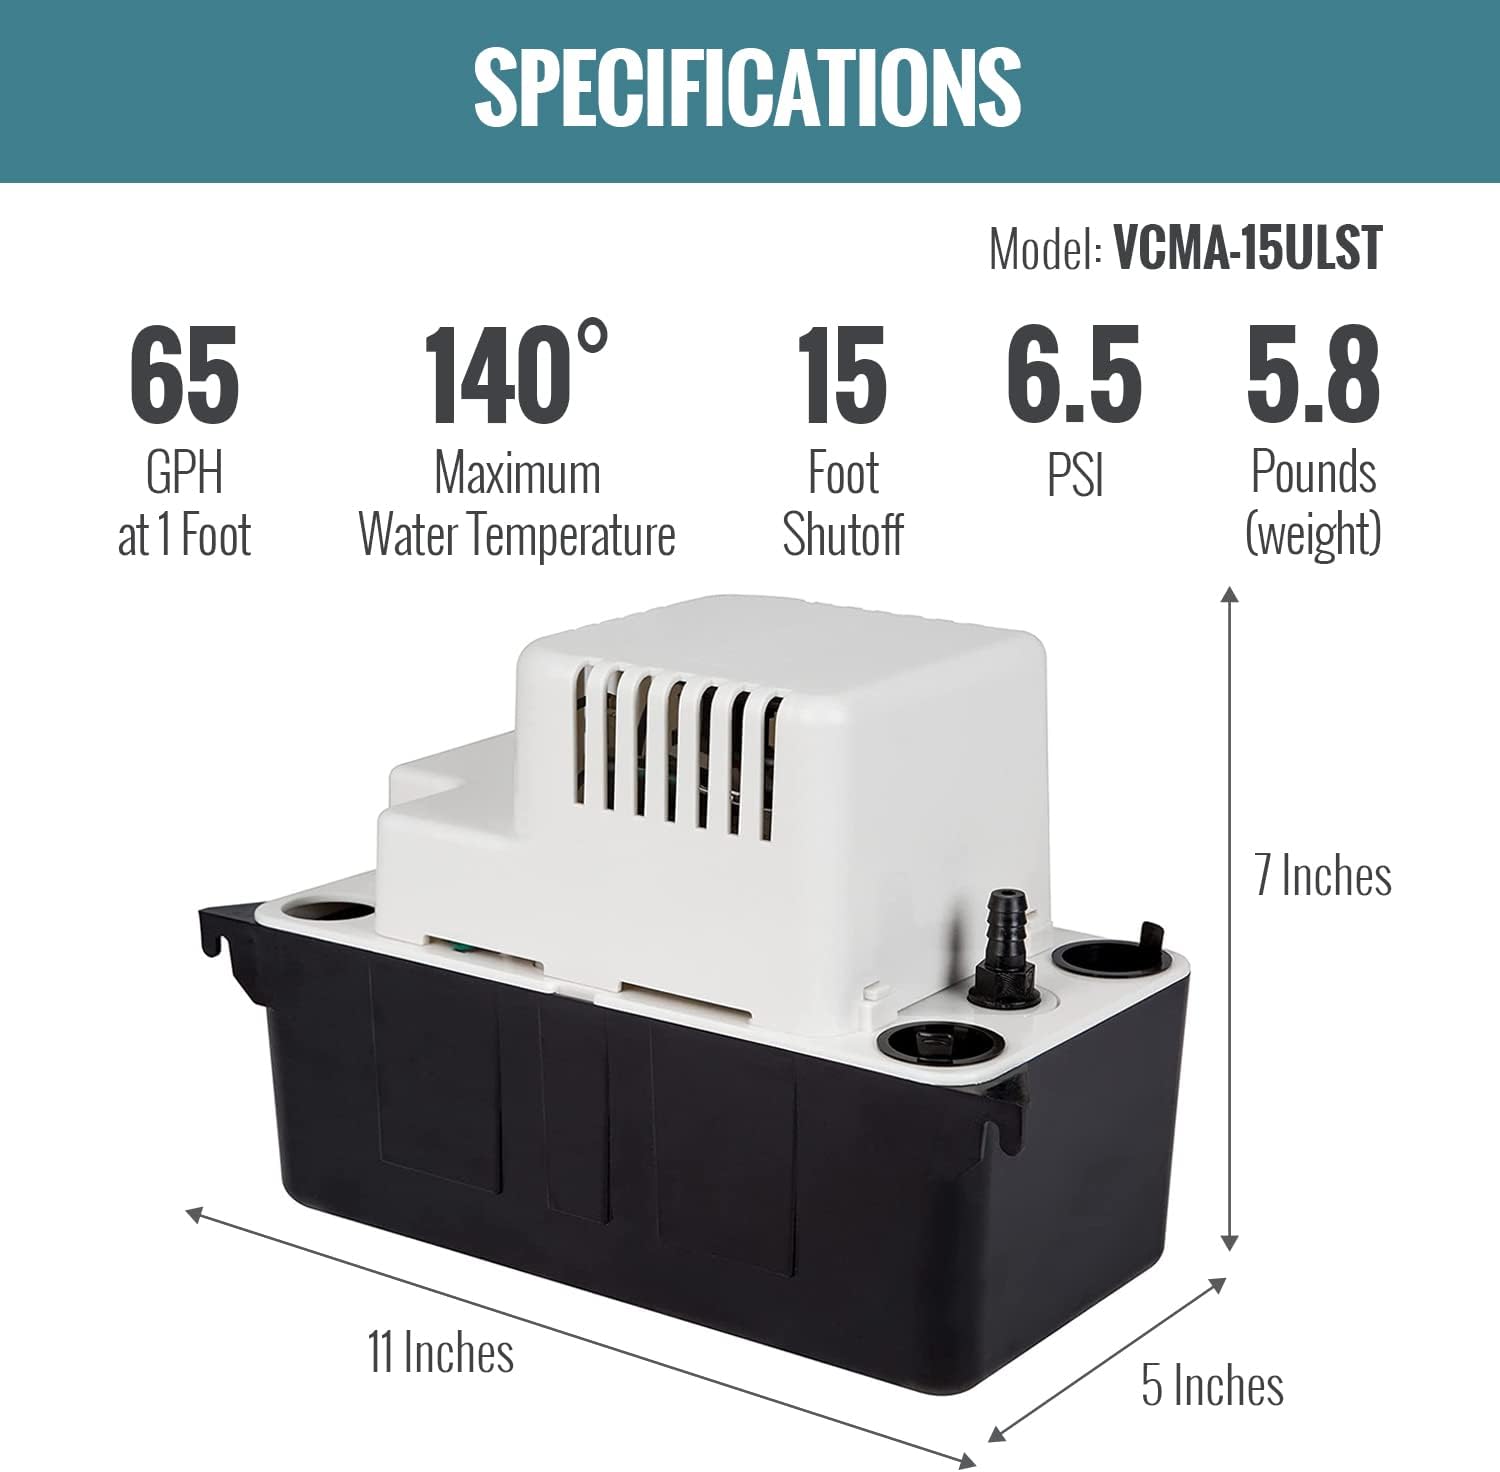 SPECIFICATIONS
Model: VCMA-15ULST
65
GPH
at 1 Foot
140°
Maximum
Water Temperature
15
Foot
Shutoff
6.5
PSI
5.8
Pounds
(weight)
7 Inches
11 Inches
5 Inches